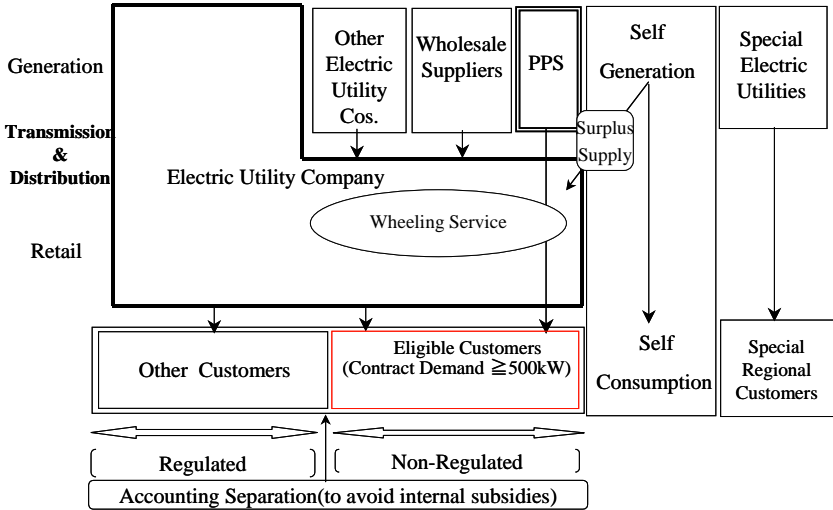 Generation
Transmission
&
Distribution
Retail
Other
Electric
Utility
Cos.
Wholesale
Suppliers
PPS
Self
Generation
Special
Electric
Utilities
Surplus
Supply
Electric Utility Company
Wheeling Service
Other Customers
Eligible Customers
(Contract Demand ≧500kW)
Self
Consumption
Special
Regional
Customers
Regulated
Non-Regulated
Accounting Separation(to avoid internal subsidies)